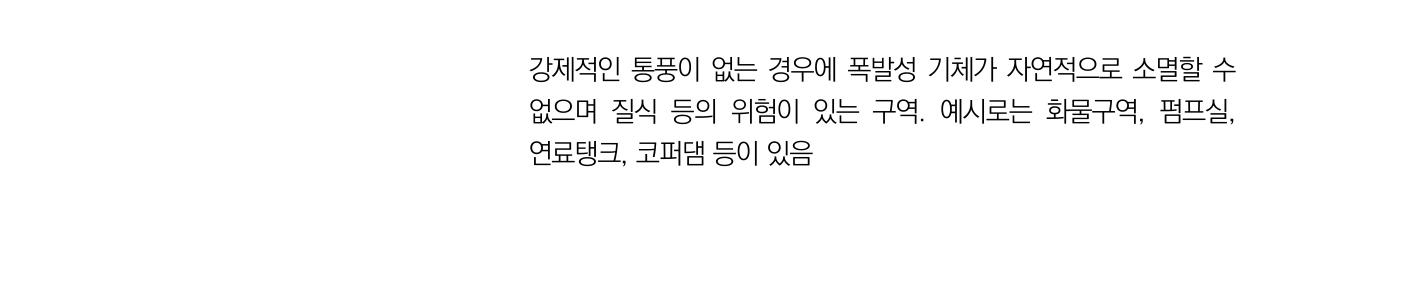 강제적인 통풍이 없는 경우에 폭발성 기체가 자연적으로 소멸할 수
없으며 질식 등의 위험이 있는 구역. 예시로는 화물구역, 펌프실,
연료탱크, 코퍼댐 등이 있음